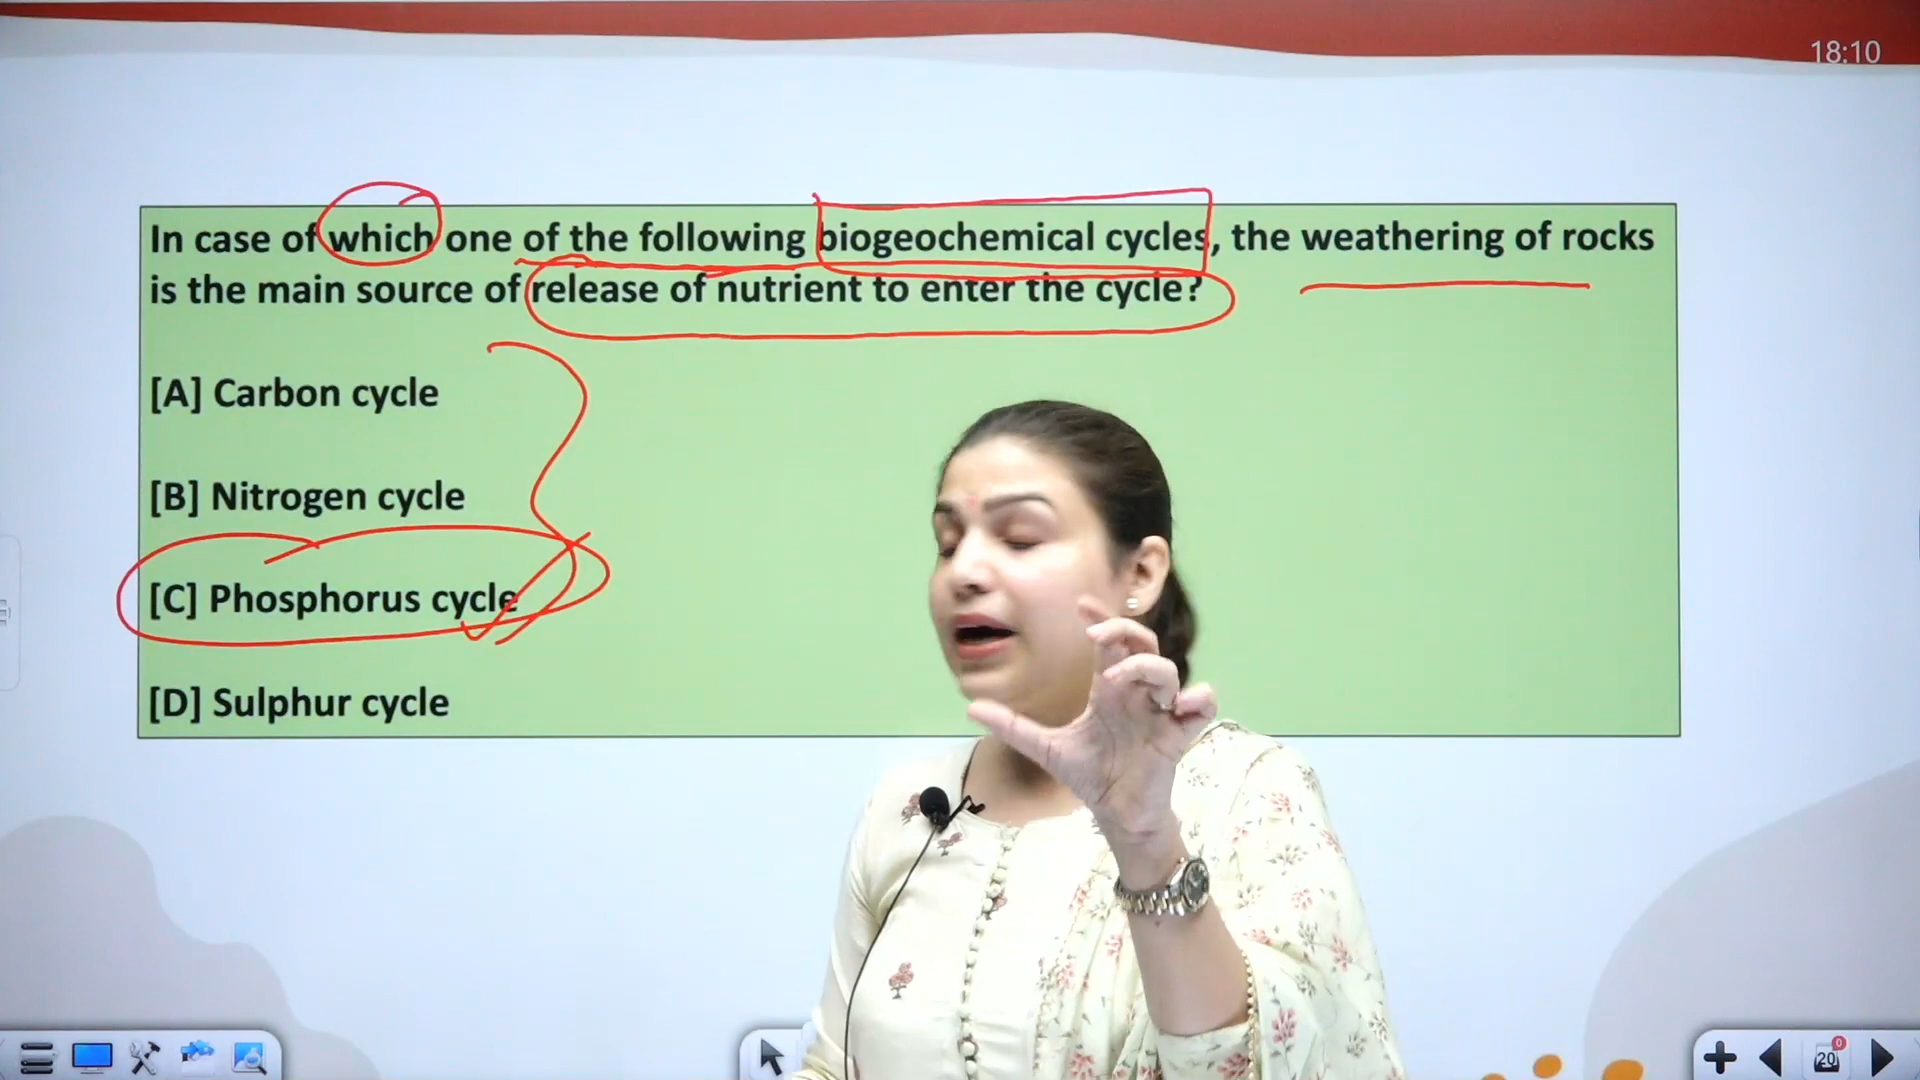 18:10
In case of which one of the following biogeochemical cycles, the weathering of rocks
is the main source of release of nutrient to enter the cycle?
[A] Carbon cycle
[B] Nitrogen cycle
[C] Phosphorus cycle
[D] Sulphur cycle
0
20